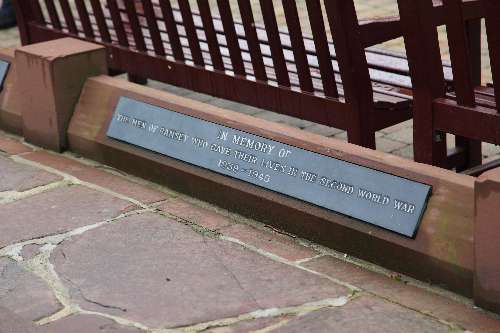 IN MEMORY OF
THE MEN OF RAMSEY WHO GAVE THEIR LIVES IN THE SECOND WORLD WAR
1939-1945